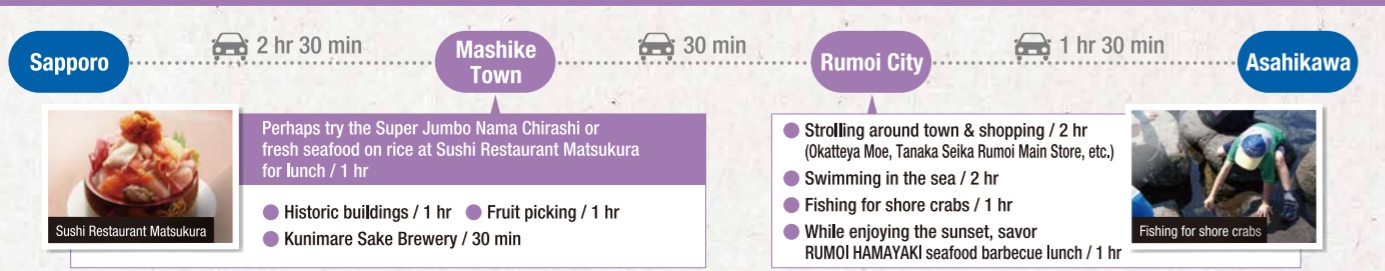 Sapporo
2 hr 30 min
Mashike
Town
30 min
Rumoi City
1 hr 30 min
Asahikawa
Sushi Restaurant Matsukura
Perhaps try the Super Jumbo Nama Chirashi or
fresh seafood on rice at Sushi Restaurant Matsukura
for lunch / 1 hr
● Historic buildings / 1 hr ● Fruit picking / 1 hr
● Kunimare Sake Brewery / 30 min
● Strolling around town & shopping / 2 hr
(Okatteya Moe, Tanaka Seika Rumoi Main Store, etc.)
● Swimming in the sea / 2 hr
● Fishing for shore crabs / 1 hr
● While enjoying the sunset, savor
RUMOI HAMAYAKI seafood barbecue lunch / 1 hr
Fishing for shore crabs